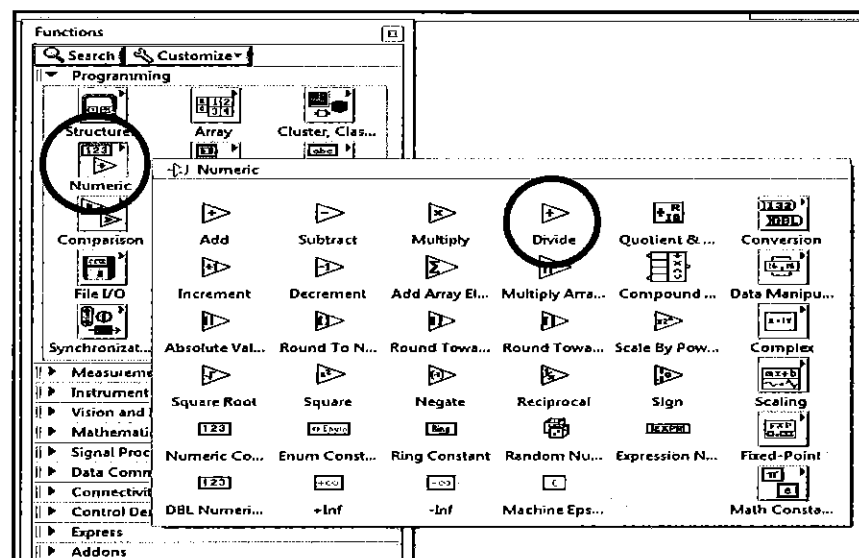 Functions
Search Customize
Programming
Structure Array Cluster, Clas...
Numeric
Numeric
Add Subtract Multiply Divide Quotient & ... Conversion
Comparison
Increment Decrement Add Array El... Multiply Arra... Compound ... Data Manipu...
File I/O
Absolute Val... Round To N... Round Towa... Round Towa... Scale By Pow... Complex
Synchronizat...
Square Root Square Negate Reciprocal Sign Scaling
Measureme
Instrument
Vision and
Mathemati
Signal Proc
Data Comm
Connectivit
Control De
Express
Addons
Numeric Co... Enum Const... Ring Constant Random Nu... Expression N... Fixed-Point
DBL Numeri... +Inf -Inf Machine Eps... Math Consta...